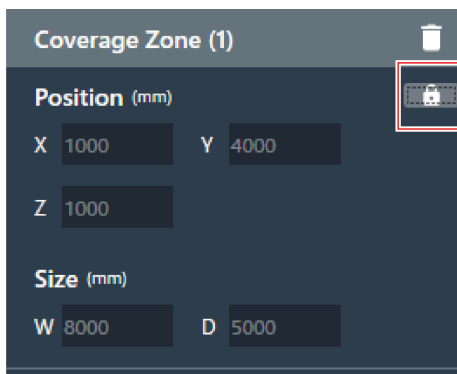 Coverage Zone (1)
Position (mm)
X 1000 Y 4000
Z 1000
Size (mm)
W 8000 D 5000